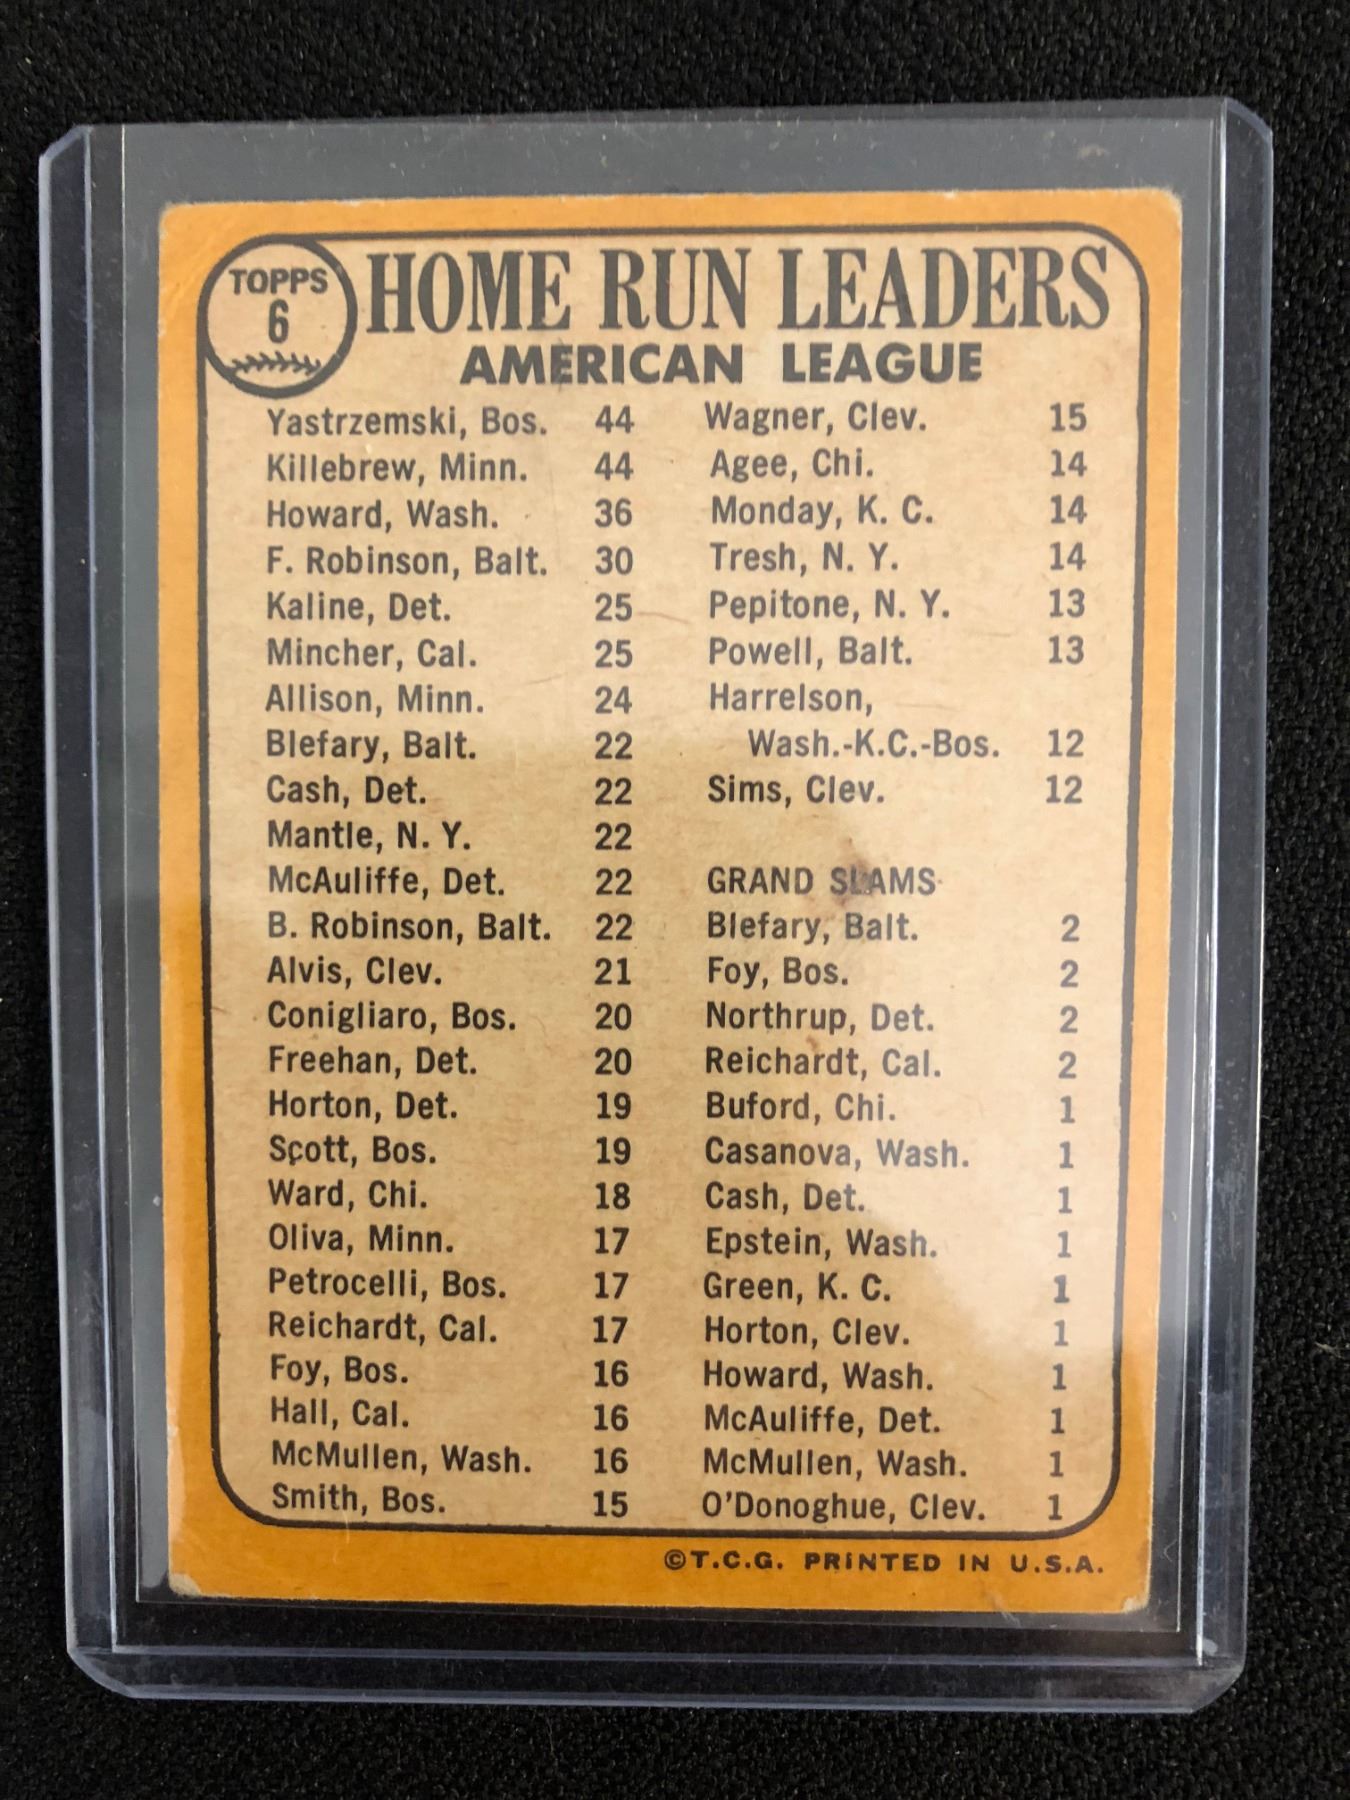 TOPPS
6
HOME RUN LEADERS
AMERICAN LEAGUE
Yastrzemski, Bos. 44
Killebrew, Minn. 44
Howard, Wash. 36
F. Robinson, Balt. 30
Kaline, Det. 25
Mincher, Cal. 25
Allison, Minn. 24
Blefary, Balt. 22
Cash, Det. 22
Mantle, N. Y. 22
McAuliffe, Det. 22
B. Robinson, Balt. 22
Alvis, Clev. 21
Conigliaro, Bos. 20
Freehan, Det. 20
Horton, Det. 19
Scott, Bos. 19
Ward, Chi. 18
Oliva, Minn. 17
Petrocelli, Bos. 17
Reichardt, Cal. 17
Foy, Bos. 16
Hall, Cal. 16
McMullen, Wash. 16
Smith, Bos. 15
Wagner, Clev. 15
Agee, Chi. 14
Monday, K. C. 14
Tresh, N. Y. 14
Pepitone, N. Y. 13
Powell, Balt. 13
Harrelson,
Wash.-K.C.-Bos. 12
Sims, Clev. 12
GRAND SLAMS
Blefary, Balt. 2
Foy, Bos. 2
Northrup, Det. 2
Reichardt, Cal. 2
Buford, Chi. 1
Casanova, Wash. 1
Cash, Det. 1
Epstein, Wash. 1
Green, K. C. 1
Horton, Clev. 1
Howard, Wash. 1
McAuliffe, Det. 1
McMullen, Wash. 1
O'Donoghue, Clev. 1
©T.C.G. PRINTED IN U.S.A.